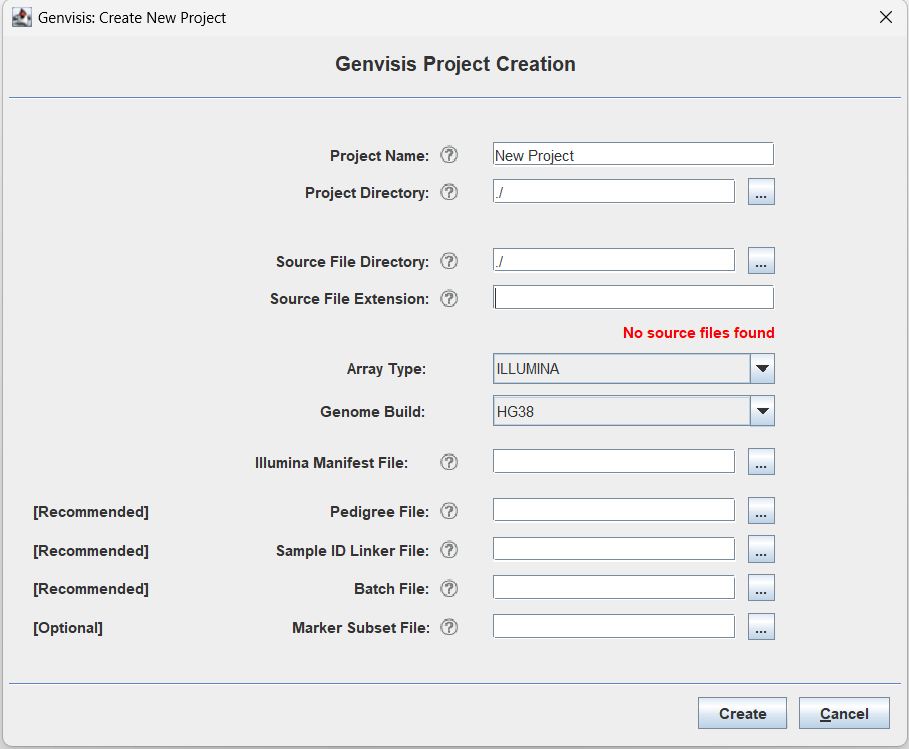 Genvisis: Create New Project
Genvisis Project Creation
Project Name: ? New Project
Project Directory: ? ./ ...
Source File Directory: ? ./ ...
Source File Extension: ?
No source files found
Array Type: ILLUMINA
Genome Build: HG38
Illumina Manifest File: ? ...
[Recommended] Pedigree File: ? ...
[Recommended] Sample ID Linker File: ? ...
[Recommended] Batch File: ? ...
[Optional] Marker Subset File: ? ...
Create Cancel